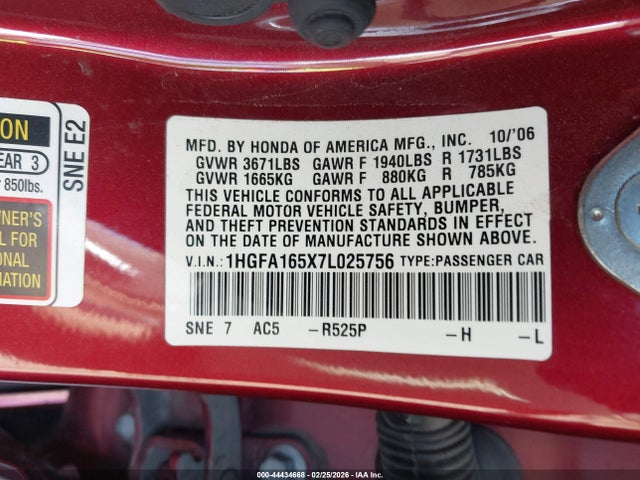 ON
EAR 3
r 850lbs.
SNE E2
WNER'S
L FOR
ONAL
MATION
MFD. BY HONDA OF AMERICA MFG., INC. 10/'06
GVWR 3671LBS GAWR F 1940LBS R 1731LBS
GVWR 1665KG GAWR F 880KG R 785KG
THIS VEHICLE CONFORMS TO ALL APPLICABLE
FEDERAL MOTOR VEHICLE SAFETY, BUMPER,
AND THEFT PREVENTION STANDARDS IN EFFECT
ON THE DATE OF MANUFACTURE SHOWN ABOVE.
V.I.N.: 1HGFA165X7L025756 TYPE:PASSENGER CAR
SNE 7 AC5 -R525P -H -L
000-44434668 - 02/25/2026 - IAA Inc.